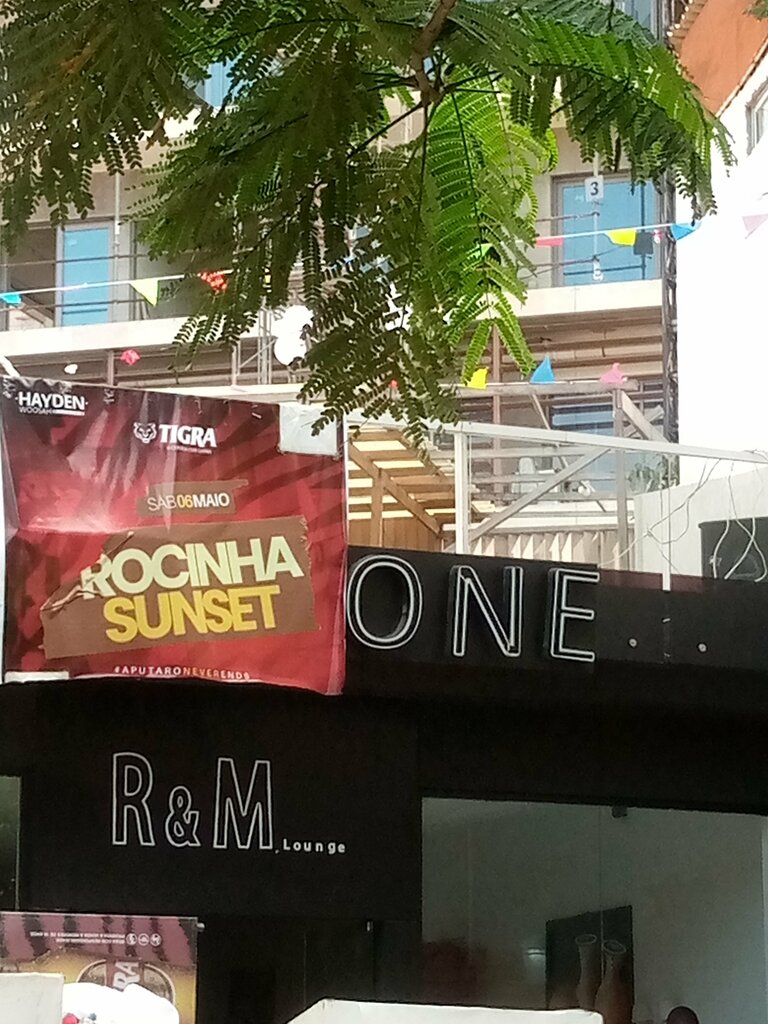 3
HAYDEN
WOOSAH
TIGRA
SAB06MAIO
ROCINHA
SUNSET
#APUTARONEVERENDS
ONE...
R&M
Lounge